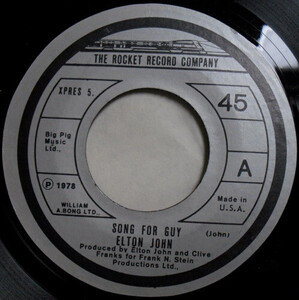 THE ROCKET RECORD COMPANY
XPRES 5.
45
Big Pig
Music
Ltd.,
A
Ⓟ 1978
Made in
U.S.A.
WILLIAM
A.BONG LTD.,
SONG FOR GUY
(John)
ELTON JOHN
Produced by Elton John and Clive
Franks for Frank N. Stein
Productions Ltd.,